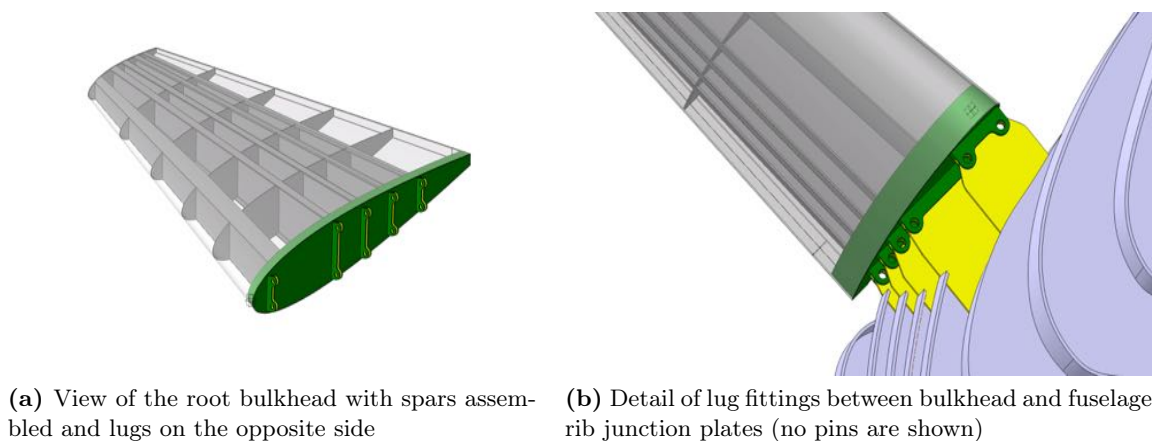 (a) View of the root bulkhead with spars assem-
bled and lugs on the opposite side
(b) Detail of lug fittings between bulkhead and fuselage
rib junction plates (no pins are shown)